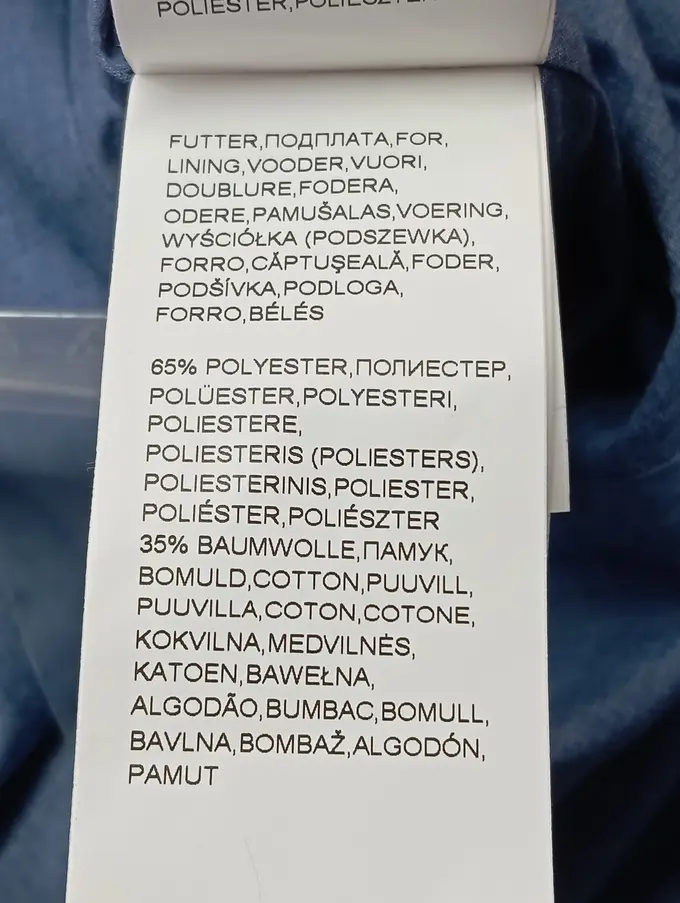 POLIESTER,POLIÉSZTER
FUTTER,ПОДПЛАТА,FOR,
LINING,VOODER,VUORI,
DOUBLURE,FODERA,
ODERE,PAMUŠALAS,VOERING,
WYŚCIÓŁKA (PODSZEWKA),
FORRO,CĂPTUŞEALĂ,FODER,
PODŠÍVKA,PODLOGA,
FORRO,BÉLÉS
65% POLYESTER,ПОЛИЕСТЕР,
POLÜESTER,POLYESTERI,
POLIESTERE,
POLIESTERIS (POLIESTERS),
POLIESTERINIS,POLIESTER,
POLIÉSTER,POLIÉSZTER
35% BAUMWOLLE,ПАМУК,
BOMULD,COTTON,PUUVILL,
PUUVILLA,COTON,COTONE,
KOKVILNA,MEDVILNĖS,
KATOEN,BAWEŁNA,
ALGODÃO,BUMBAC,BOMULL,
BAVLNA,BOMBAŽ,ALGODÓN,
PAMUT